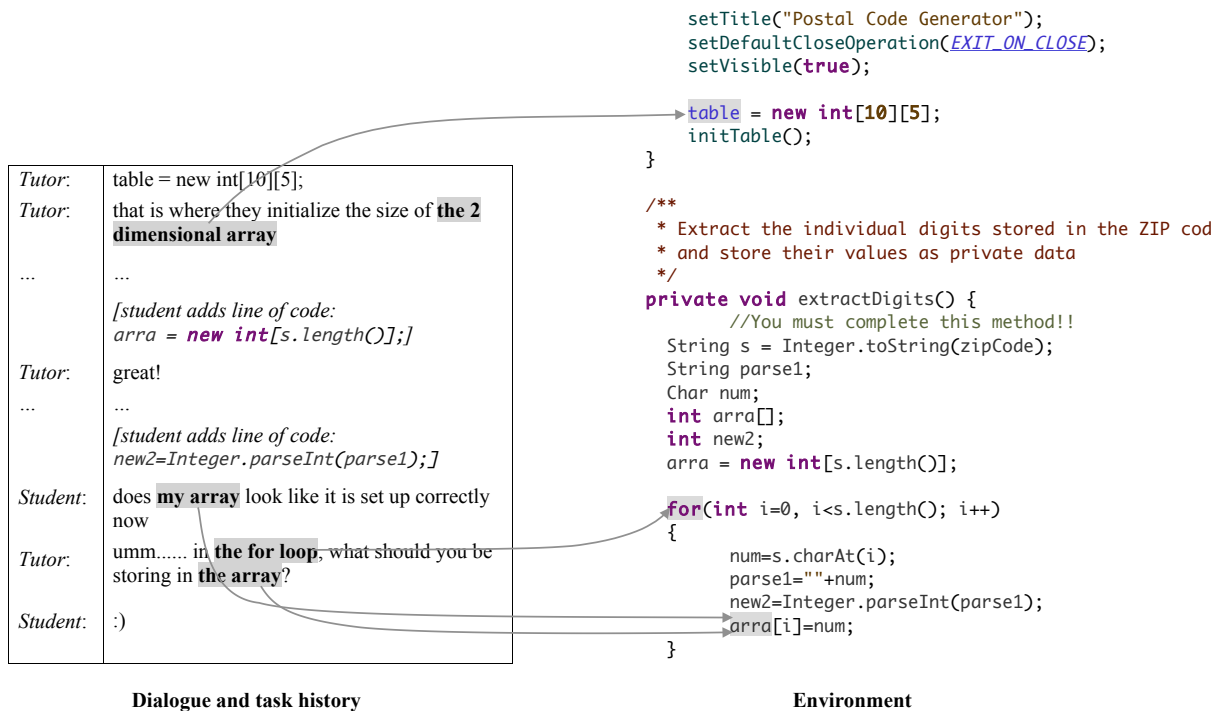 Tutor: table = new int[10][5];
Tutor: that is where they initialize the size of the 2
dimensional array
... ...
[student adds line of code:
arra = new int[s.length()];]
Tutor: great!
... ...
[student adds line of code:
new2=Integer.parseInt(parse1);]
Student: does my array look like it is set up correctly
now
Tutor: umm...... in the for loop, what should you be
storing in the array?
Student: :)
Dialogue and task history
setTitle("Postal Code Generator");
setDefaultCloseOperation(EXIT_ON_CLOSE);
setVisible(true);
table = new int[10][5];
initTable();
}
/**
* Extract the individual digits stored in the ZIP cod
* and store their values as private data
*/
private void extractDigits() {
//You must complete this method!!
String s = Integer.toString(zipCode);
String parse1;
Char num;
int arra[];
int new2;
arra = new int[s.length()];
for(int i=0, i<s.length(); i++)
{
num=s.charAt(i);
parse1=""+num;
new2=Integer.parseInt(parse1);
arra[i]=num;
}
Environment